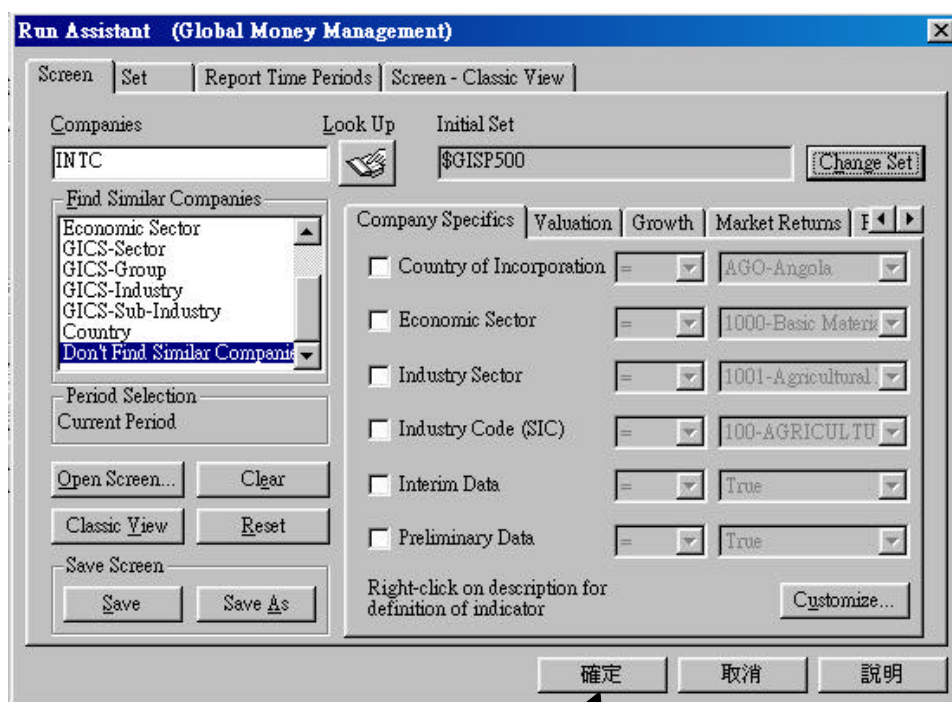 Run Assistant (Global Money Management)
Screen Set Report Time Periods Screen - Classic View
Companies Look Up Initial Set
INTC $GISP500 Change Set
Find Similar Companies
Economic Sector
GICS-Sector
GICS-Group
GICS-Industry
GICS-Sub-Industry
Country
Don't Find Similar Companie
Period Selection
Current Period
Open Screen... Clear
Classic View Reset
Save Screen
Save Save As
Company Specifics Valuation Growth Market Returns F
Country of Incorporation = AGO-Angola
Economic Sector = 1000-Basic Materia
Industry Sector = 1001-Agricultural
Industry Code (SIC) = 100-AGRICULTU
Interim Data = True
Preliminary Data = True
Right-click on description for
definition of indicator
Customize...
確定 取消 說明